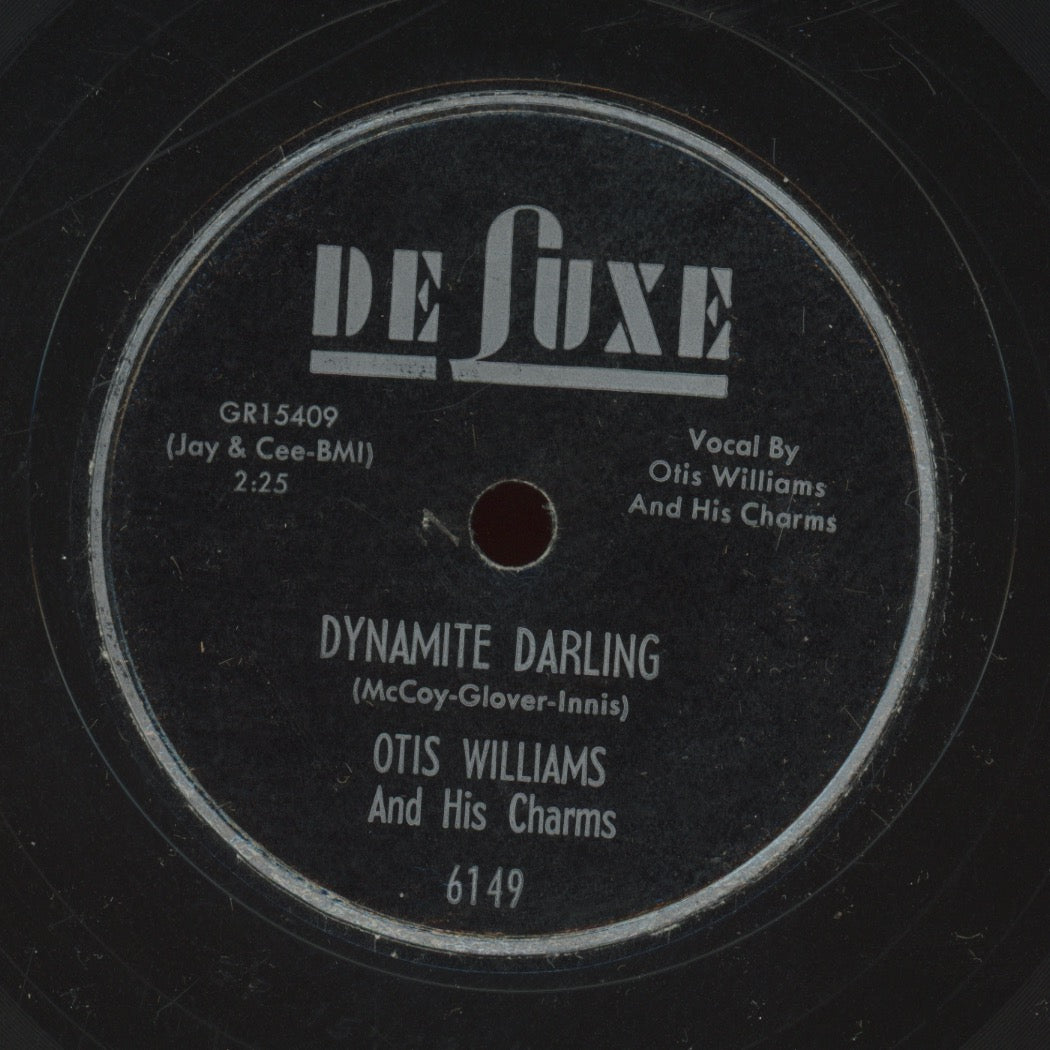 DE LUXE
GR15409
(Jay & Cee-BMI)
2:25
Vocal By
Otis Williams
And His Charms
DYNAMITE DARLING
(McCoy-Glover-Innis)
OTIS WILLIAMS
And His Charms
6149